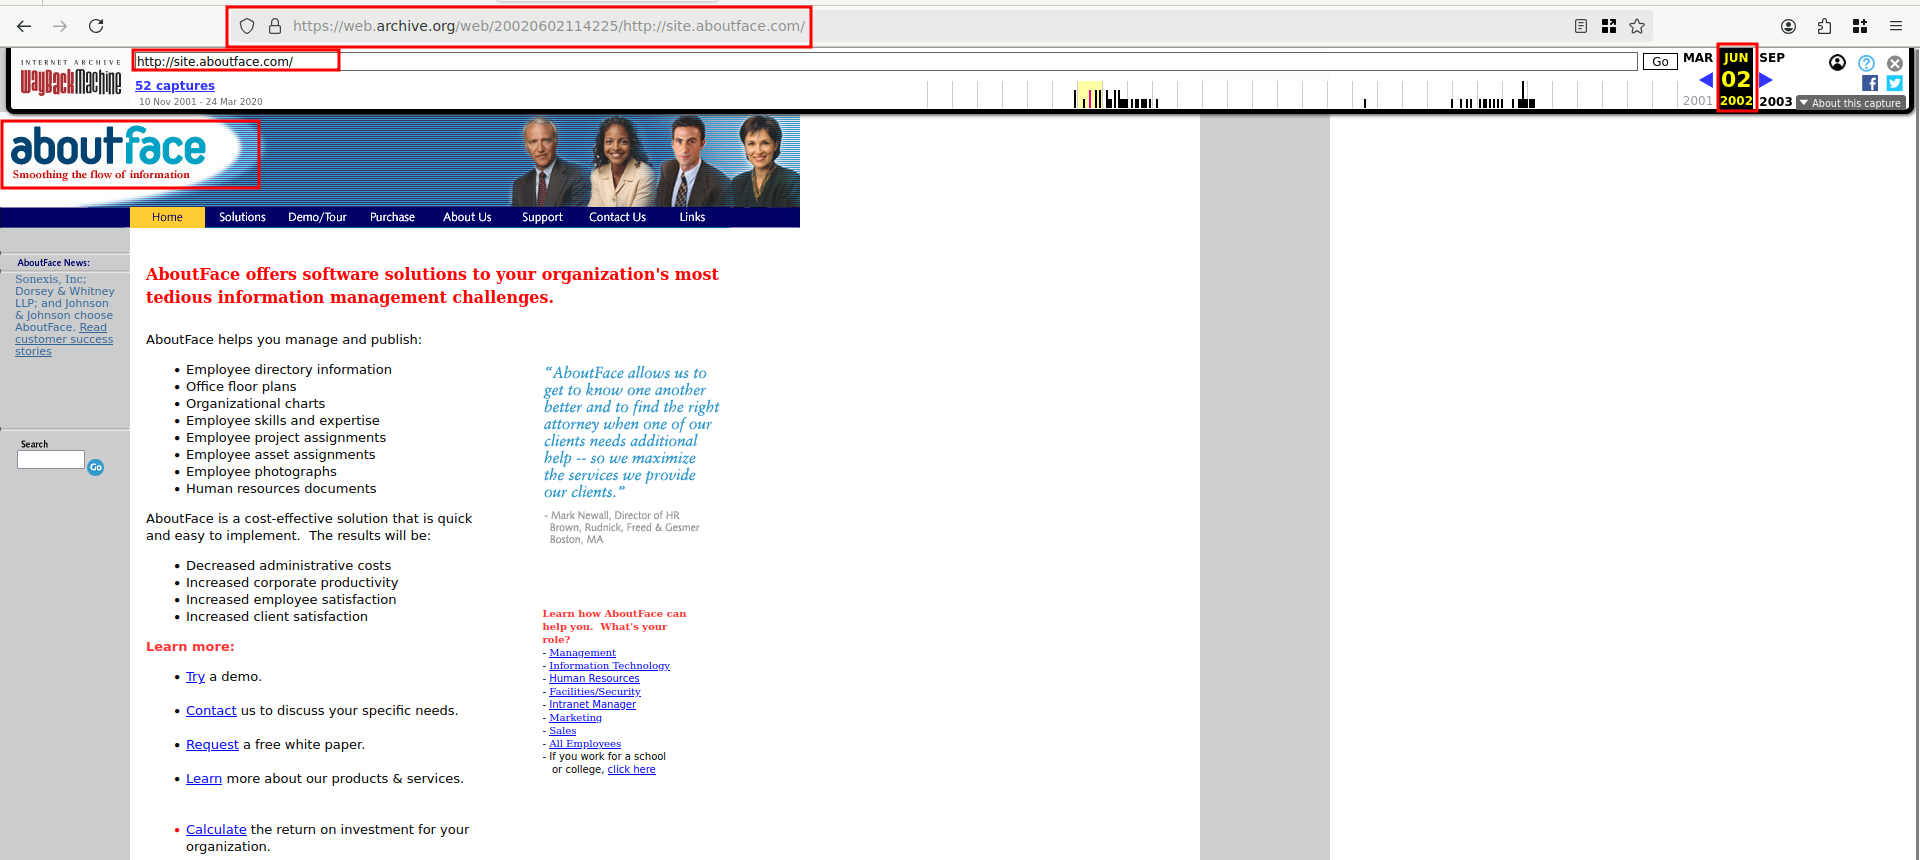 https://web.archive.org/web/20020602114225/http://site.aboutface.com/
INTERNET ARCHIVE
WayBackMachine
http://site.aboutface.com/
Go
MAR
JUN
SEP
52 captures
02
10 Nov 2001 - 24 Mar 2020
2001
2002
2003
About this capture
aboutface
Smoothing the flow of information
Home
Solutions
Demo/Tour
Purchase
About Us
Support
Contact Us
Links
AboutFace News:
Sonexis, Inc;
Dorsey & Whitney
LLP; and Johnson
& Johnson choose
AboutFace. Read
customer success
stories
Search
Go
AboutFace offers software solutions to your organization's most
tedious information management challenges.
AboutFace helps you manage and publish:
• Employee directory information
• Office floor plans
• Organizational charts
• Employee skills and expertise
• Employee project assignments
• Employee asset assignments
• Employee photographs
• Human resources documents
AboutFace is a cost-effective solution that is quick
and easy to implement.  The results will be:
• Decreased administrative costs
• Increased corporate productivity
• Increased employee satisfaction
• Increased client satisfaction
Learn more:
• Try a demo.
• Contact us to discuss your specific needs.
• Request a free white paper.
• Learn more about our products & services.
• Calculate the return on investment for your
organization.
“AboutFace allows us to
get to know one another
better and to find the right
attorney when one of our
clients needs additional
help -- so we maximize
the services we provide
our clients.”
- Mark Newall, Director of HR
Brown, Rudnick, Freed & Gesmer
Boston, MA
Learn how AboutFace can
help you.  What's your
role?
- Management
- Information Technology
- Human Resources
- Facilities/Security
- Intranet Manager
- Marketing
- Sales
- All Employees
- If you work for a school
or college, click here